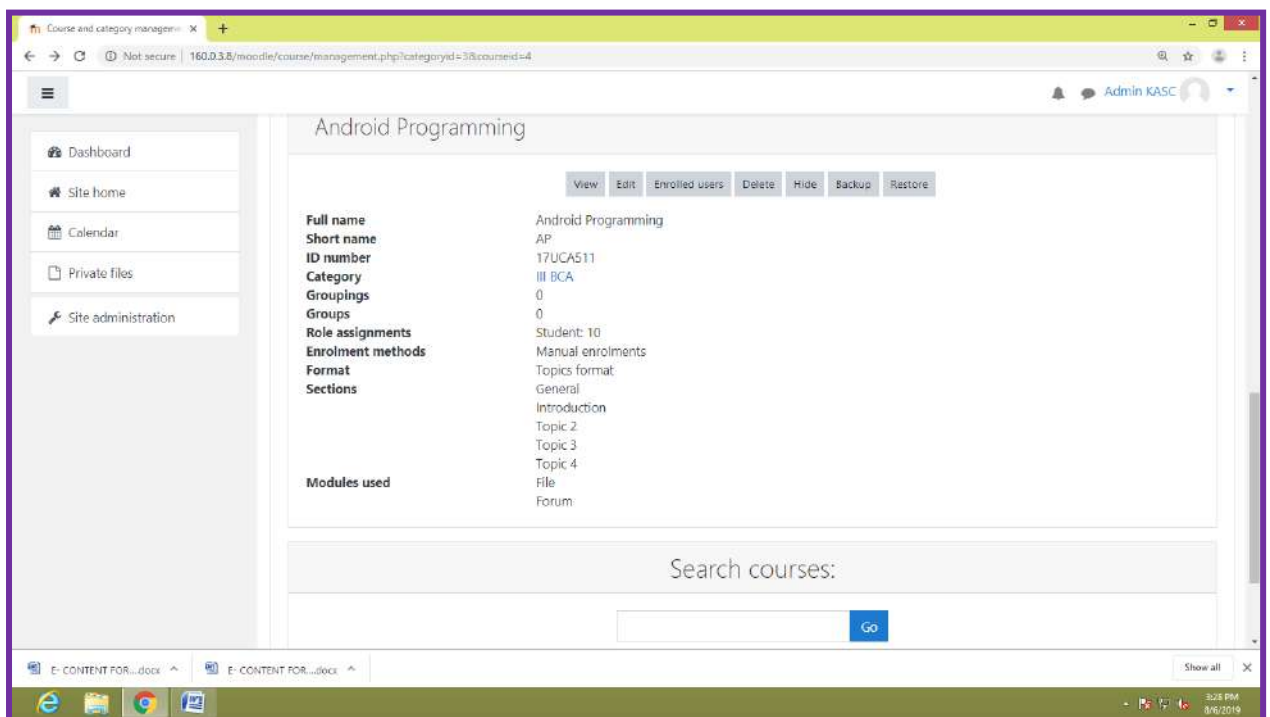 Course and category managem
Not secure | 160.0.3.8/moodle/course/management.php?categoryid=3&courseid=4
Admin KASC
Dashboard
Site home
Calendar
Private files
Site administration
Android Programming
View Edit Enrolled users Delete Hide Backup Restore
Full name Android Programming
Short name AP
ID number 17UCA511
Category III BCA
Groupings 0
Groups 0
Role assignments Student: 10
Enrolment methods Manual enrolments
Format Topics format
Sections General
Introduction
Topic 2
Topic 3
Topic 4
Modules used File
Forum
Search courses:
Go
E- CONTENT FOR....docx E- CONTENT FOR....docx Show all
3:28 PM
8/6/2019